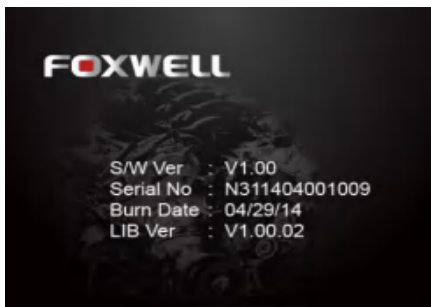 FOXWELL
S/W Ver : V1.00
Serial No : N311404001009
Burn Date : 04/29/14
LIB Ver : V1.00.02